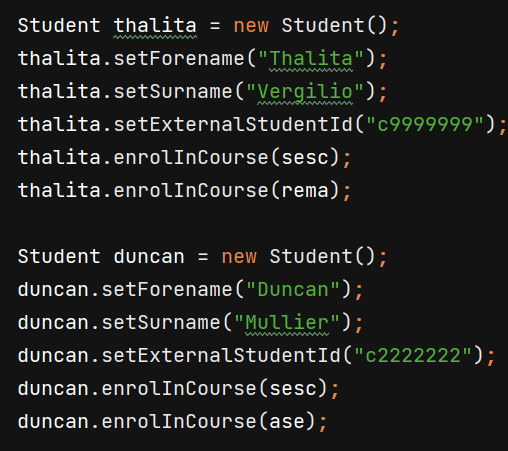 Student thalita = new Student();
thalita.setForename("Thalita");
thalita.setSurname("Vergilio");
thalita.setExternalStudentId("c9999999");
thalita.enrolInCourse(sesc);
thalita.enrolInCourse(rema);
Student duncan = new Student();
duncan.setForename("Duncan");
duncan.setSurname("Mullier");
duncan.setExternalStudentId("c2222222");
duncan.enrolInCourse(sesc);
duncan.enrolInCourse(ase);